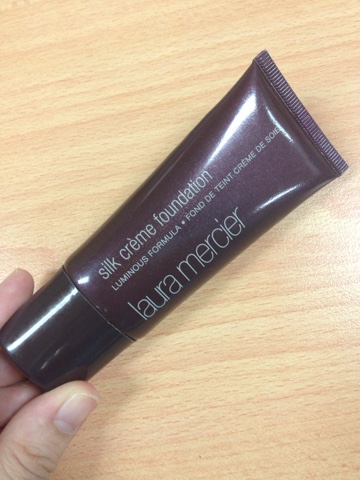 silk crème foundation
LUMINOUS FORMULA • FOND DE TEINT-CRÈME DE SOIE
laura mercier